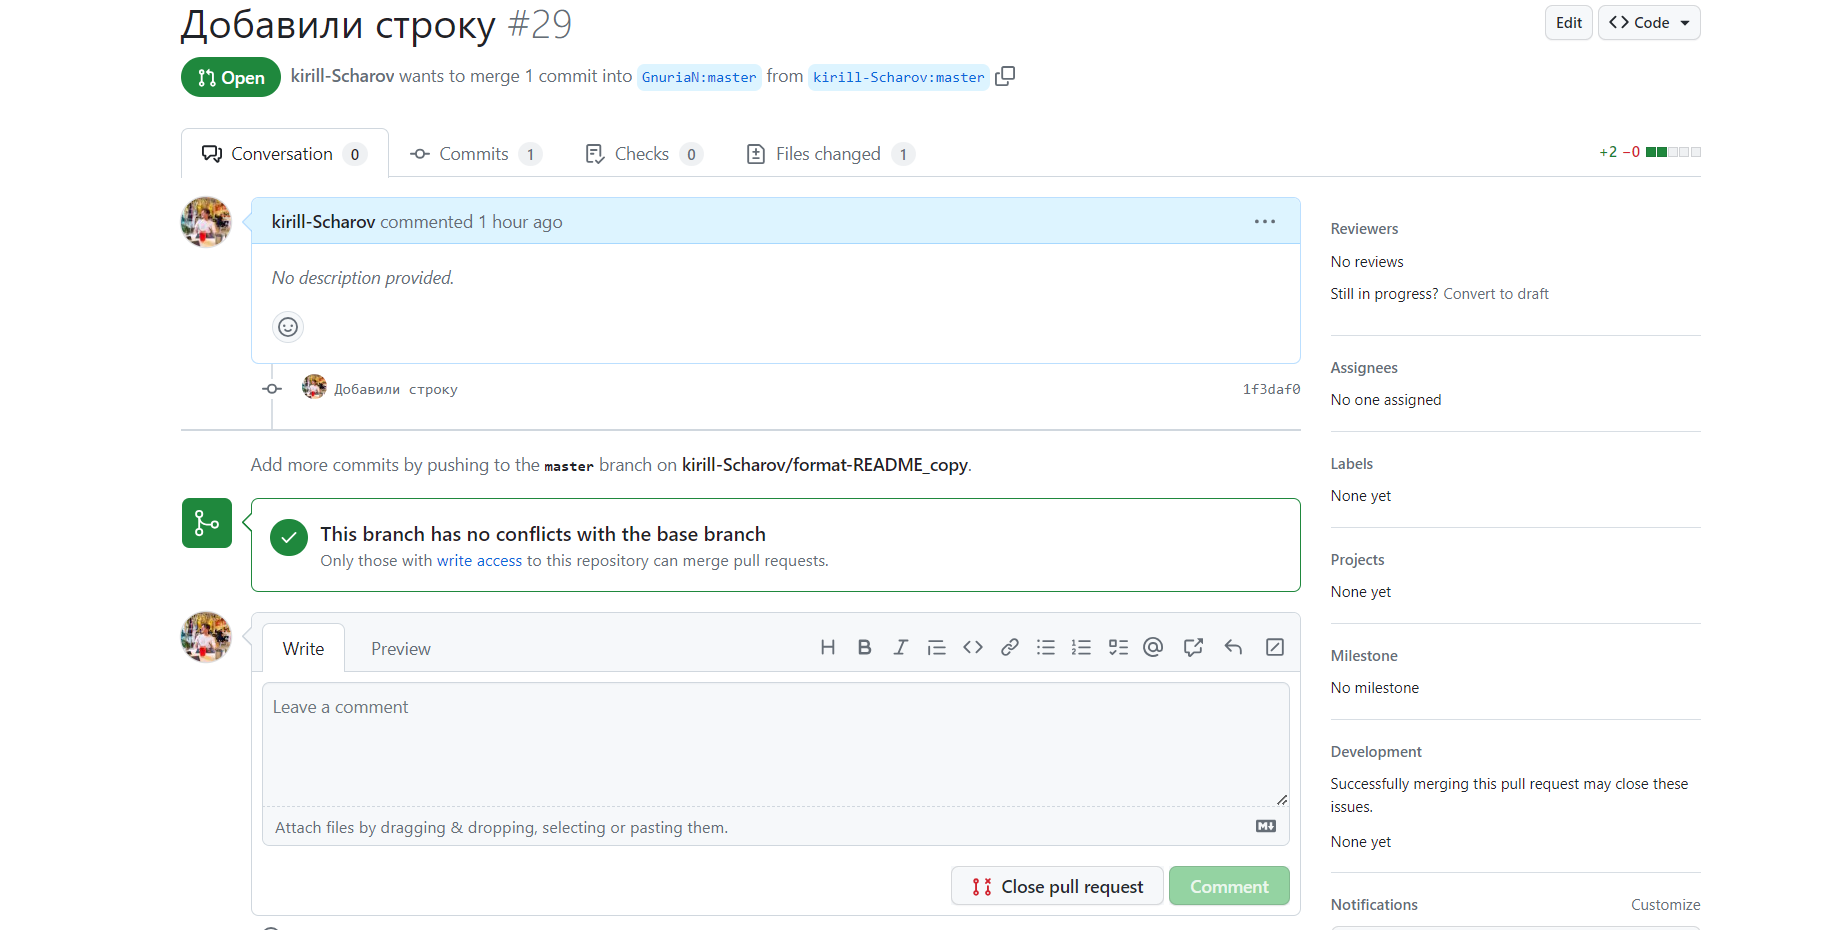 Добавили строку #29
Edit
Code
Open
kirill-Scharov wants to merge 1 commit into GnuriaN:master from kirill-Scharov:master
Conversation 0
Commits 1
Checks 0
Files changed 1
+2 −0
kirill-Scharov commented 1 hour ago
No description provided.
Добавили строку
1f3daf0
Add more commits by pushing to the master branch on kirill-Scharov/format-README_copy.
This branch has no conflicts with the base branch
Only those with write access to this repository can merge pull requests.
Write
Preview
Leave a comment
Attach files by dragging & dropping, selecting or pasting them.
Close pull request
Comment
Reviewers
No reviews
Still in progress? Convert to draft
Assignees
No one assigned
Labels
None yet
Projects
None yet
Milestone
No milestone
Development
Successfully merging this pull request may close these
issues.
None yet
Notifications
Customize